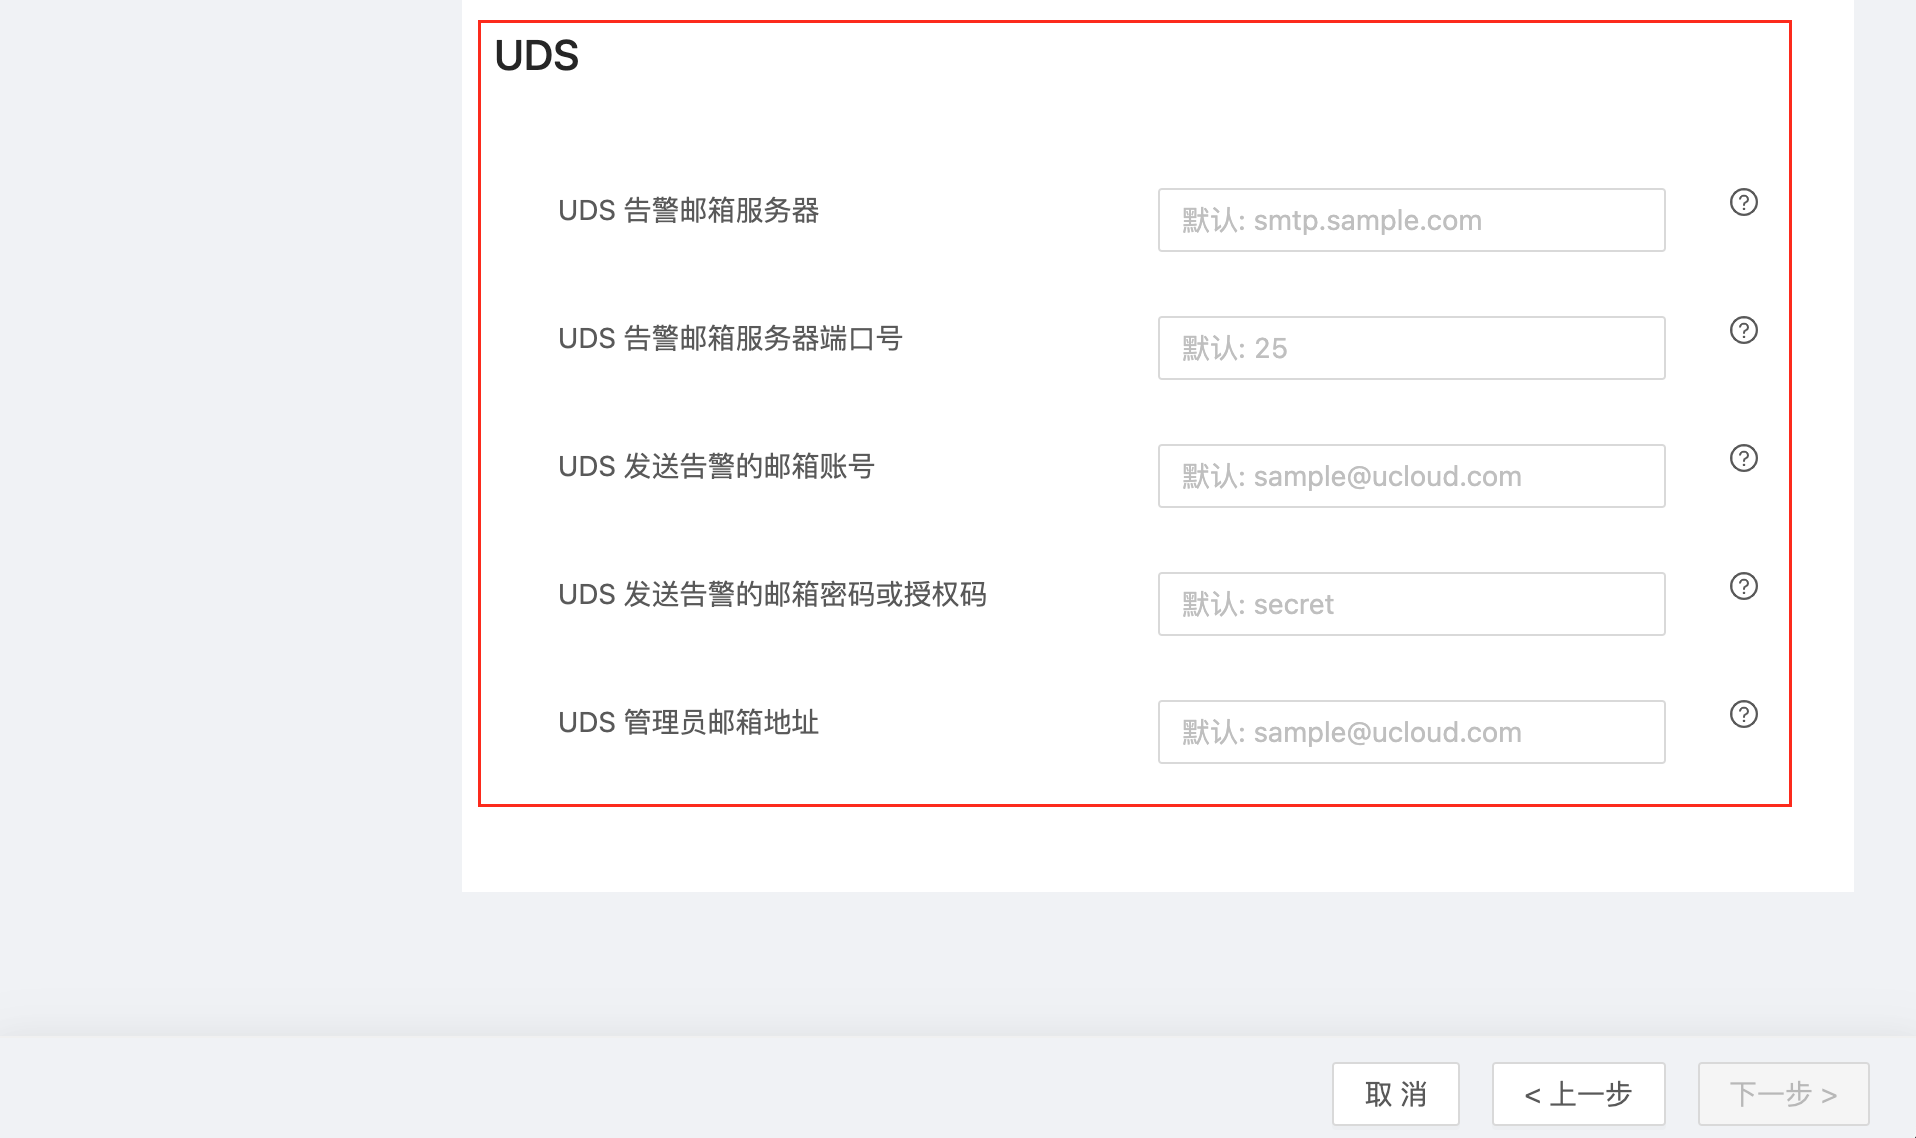 UDS
UDS 告警邮箱服务器
默认: smtp.sample.com
UDS 告警邮箱服务器端口号
默认: 25
UDS 发送告警的邮箱账号
默认: sample@ucloud.com
UDS 发送告警的邮箱密码或授权码
默认: secret
UDS 管理员邮箱地址
默认: sample@ucloud.com
取 消
< 上一步
下一步 >